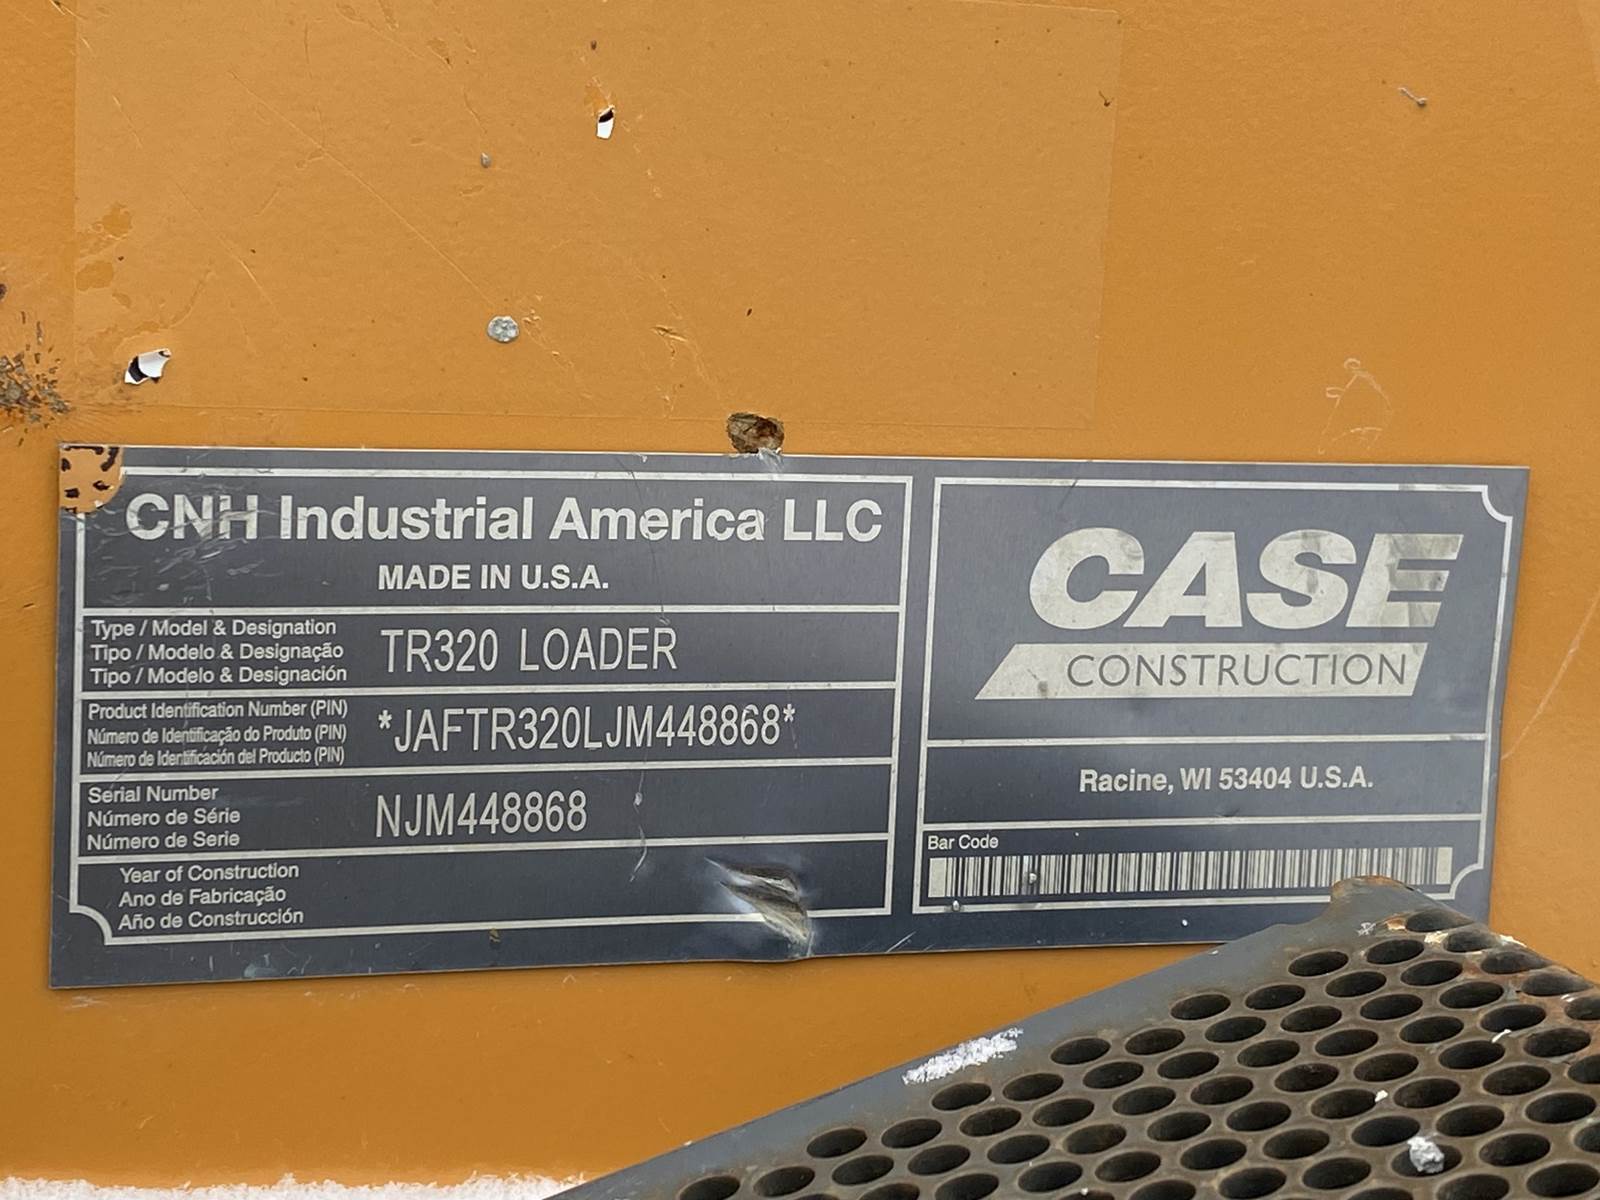 CNH Industrial America LLC
MADE IN U.S.A.
Type / Model & Designation
Tipo / Modelo & Designação
Tipo / Modelo & Designación
TR320 LOADER
Product Identification Number (PIN)
Número de Identificação do Produto (PIN)
Número de Identificación del Producto (PIN)
*JAFTR320LJM448868*
Serial Number
Número de Série
Número de Serie
NJM448868
Year of Construction
Ano de Fabricação
Año de Construcción
CASE
CONSTRUCTION
Racine, WI 53404 U.S.A.
Bar Code